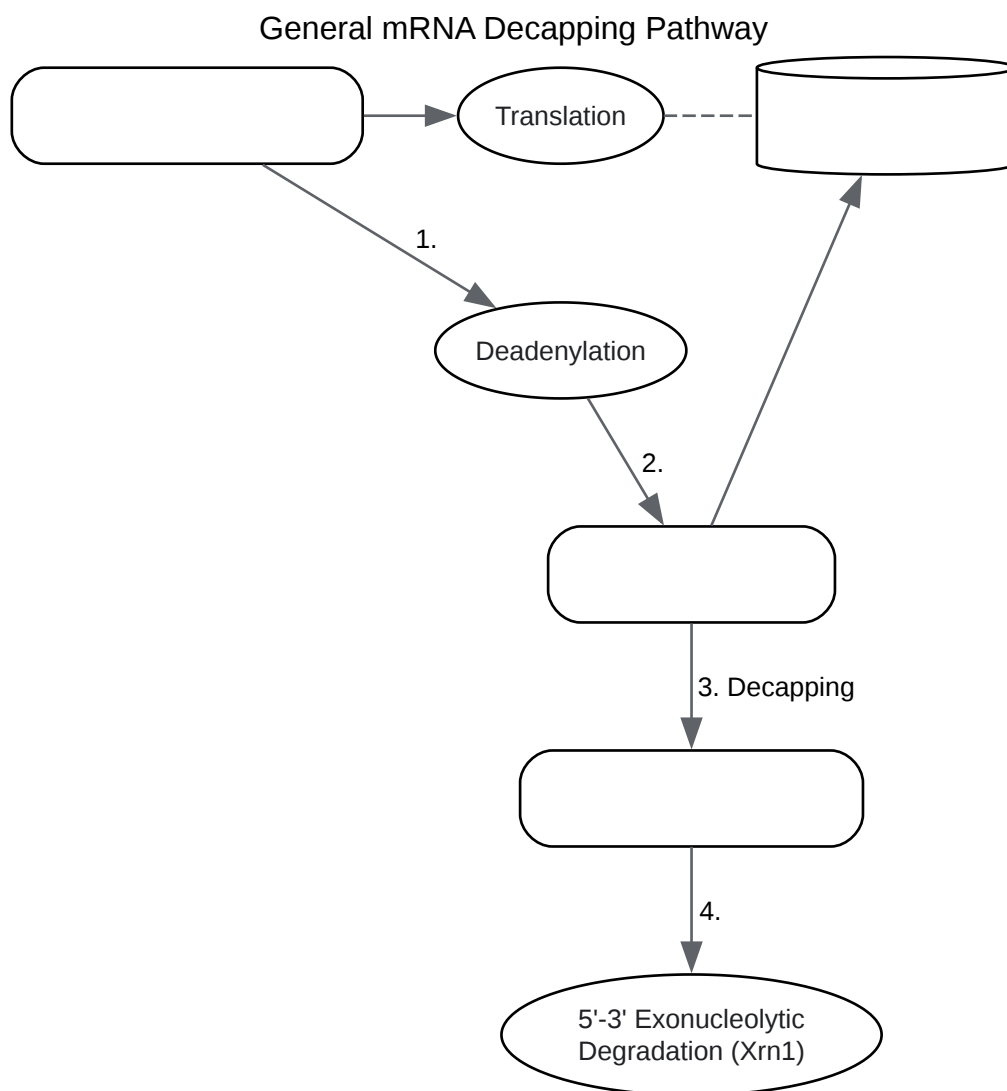 General mRNA Decapping Pathway
Translation
1.
Deadenylation
2.
3. Decapping
4.
5'-3' Exonucleolytic
Degradation (Xrn1)